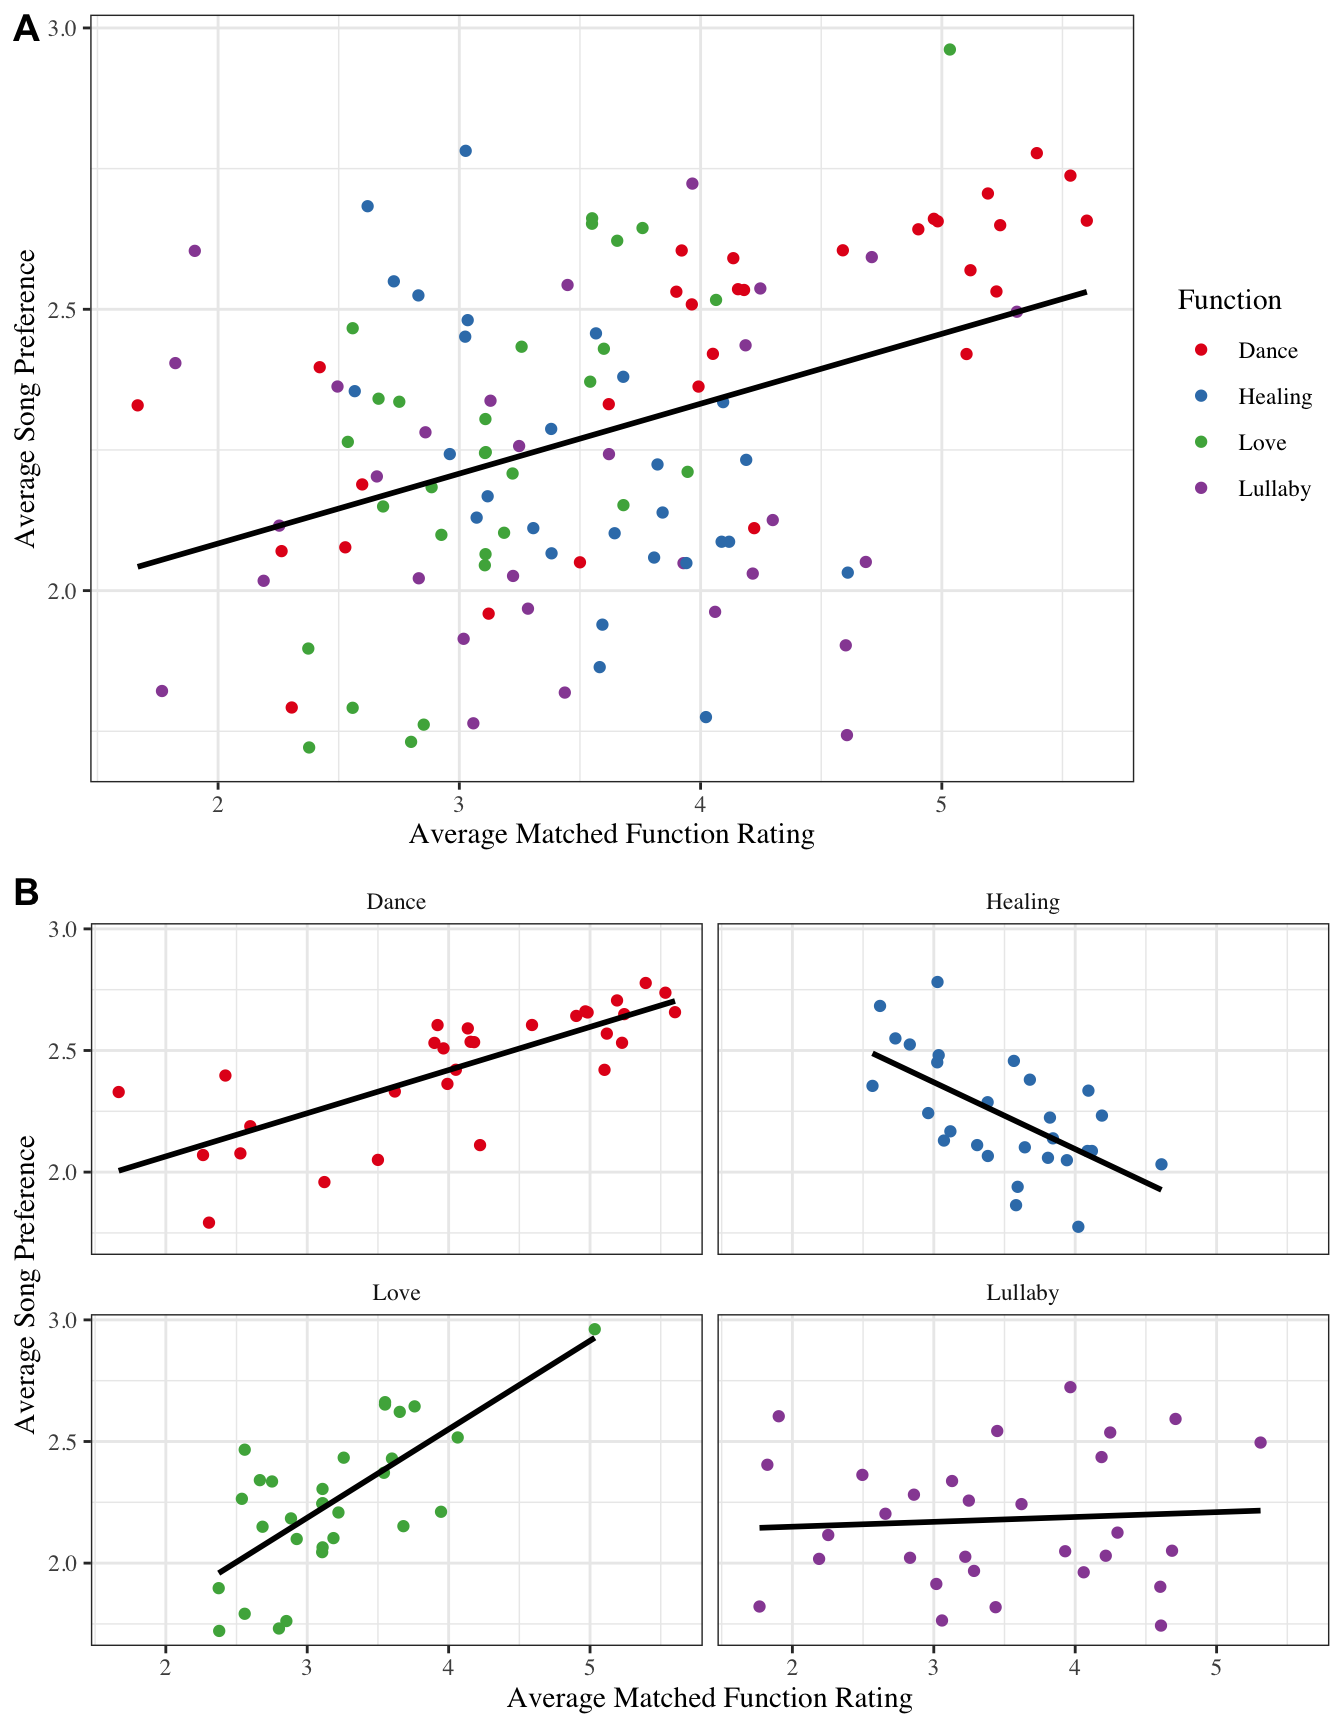 A
Average Song Preference
3.0
2.5
2.0
2
3
4
5
Average Matched Function Rating
Function
Dance
Healing
Love
Lullaby
B
Average Song Preference
Dance
Healing
3.0
2.5
2.0
Love
Lullaby
3.0
2.5
2.0
2
3
4
5
2
3
4
5
Average Matched Function Rating